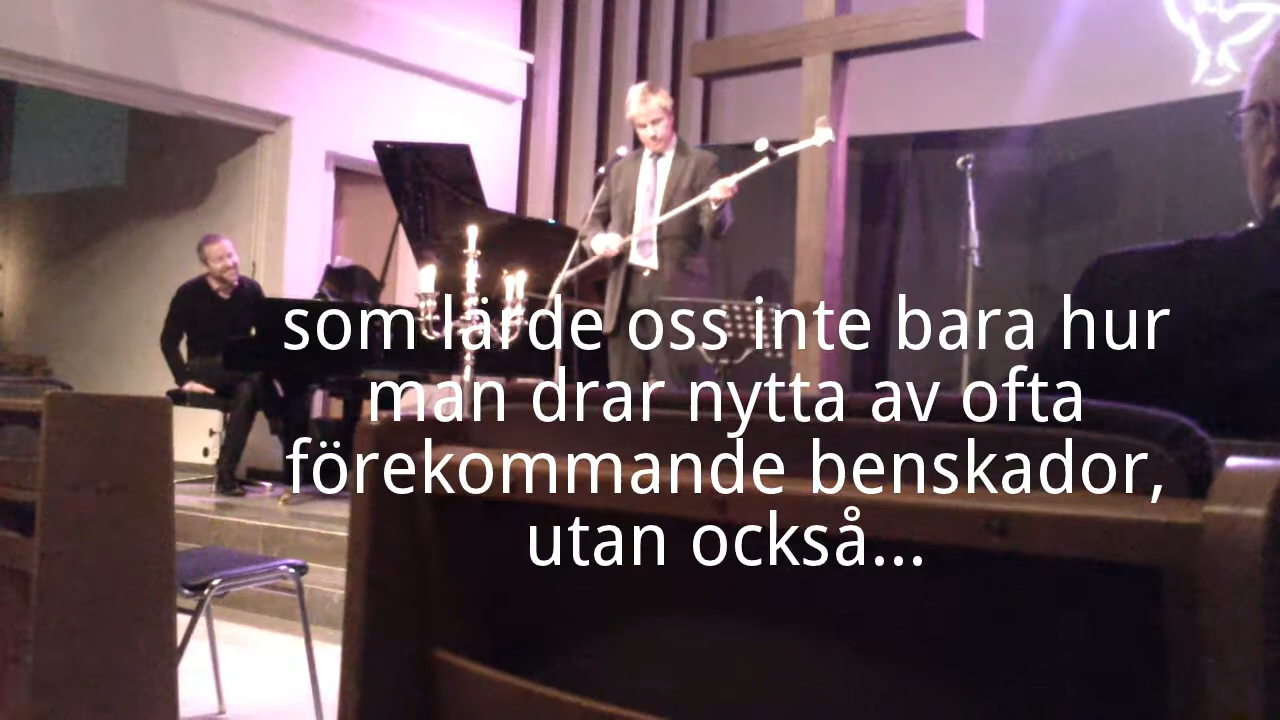 som lärde oss inte bara hur
man drar nytta av ofta
förekommande benskador,
utan också...